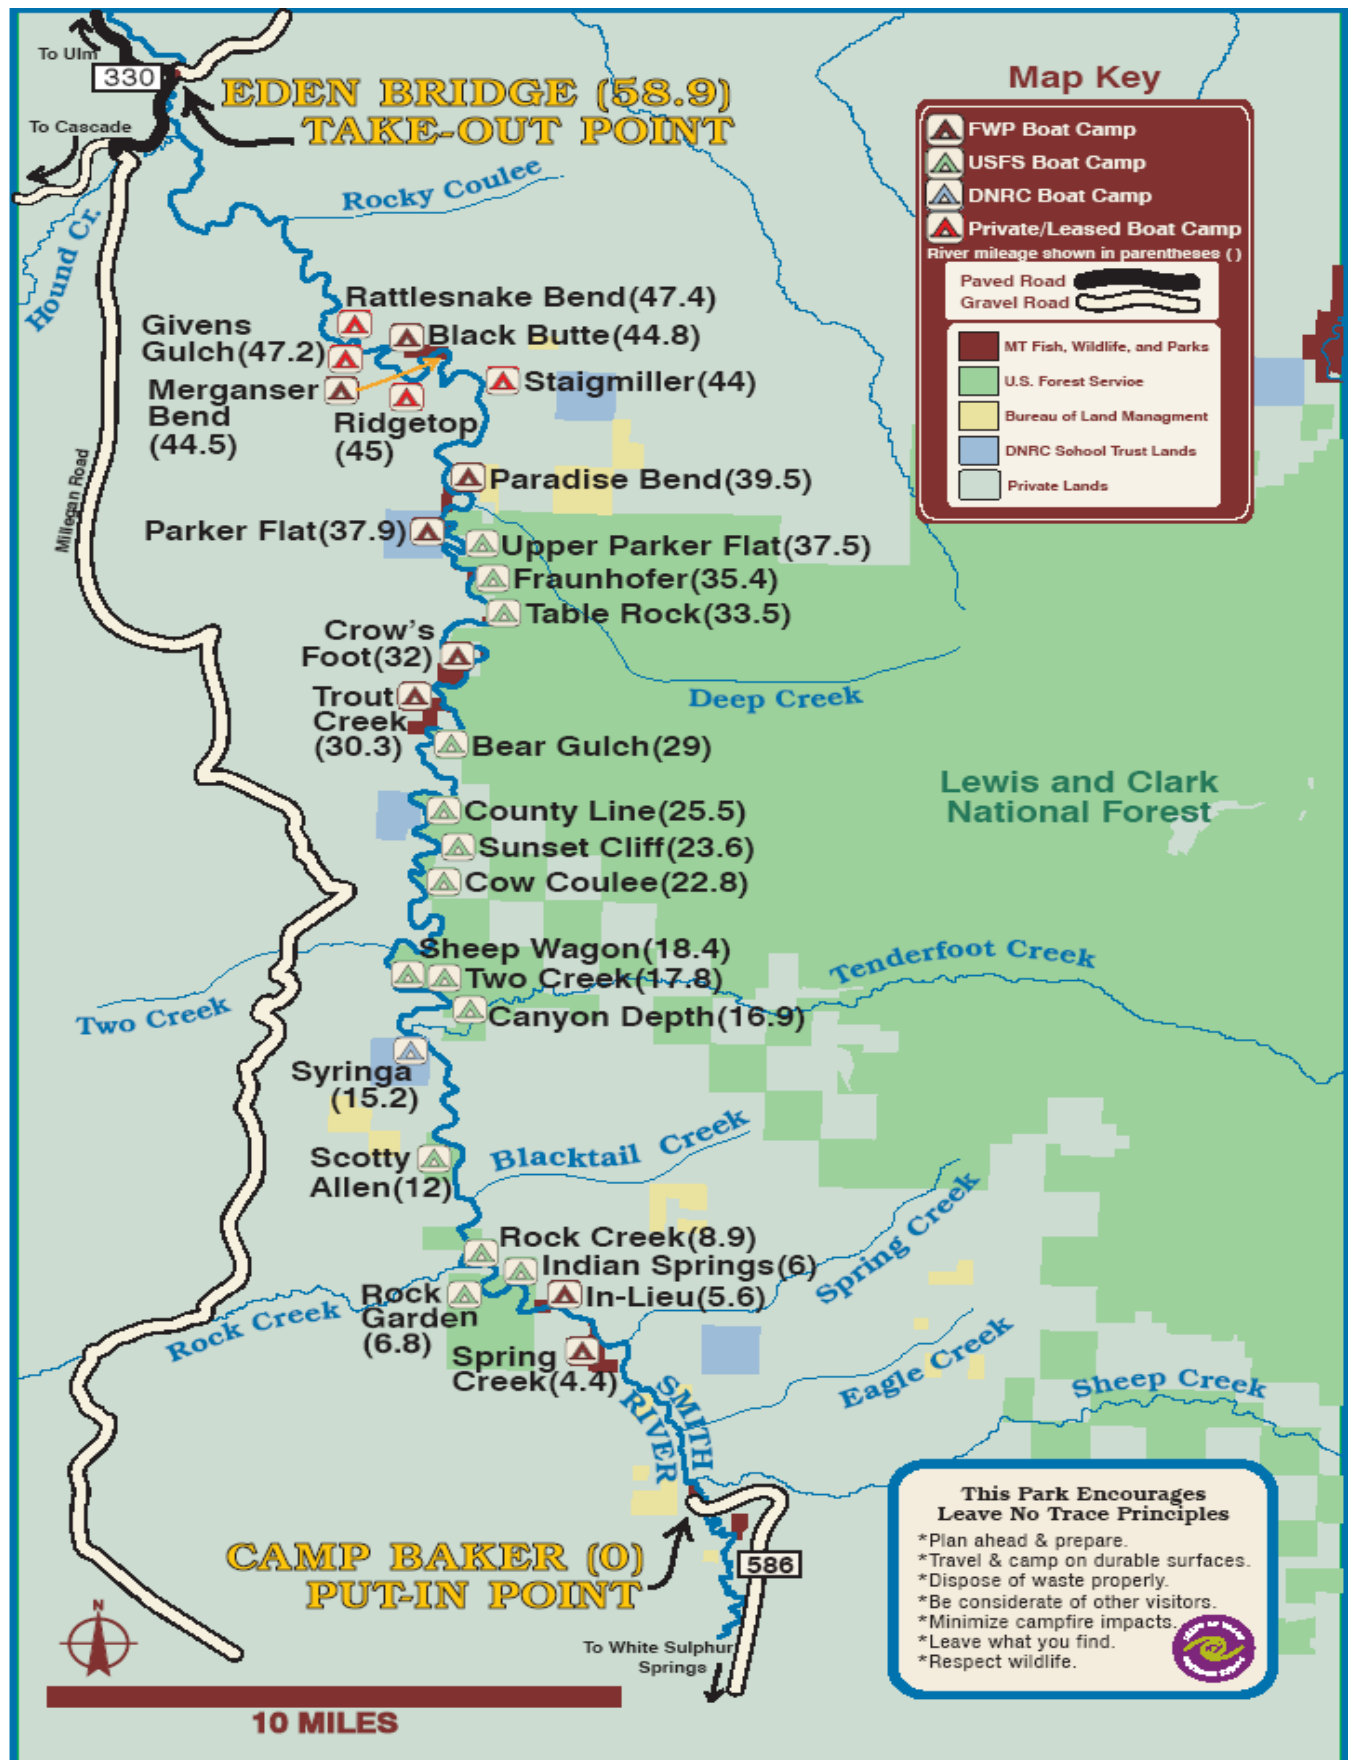 To Ulm
330
EDEN BRIDGE (58.9)
TAKE-OUT POINT
To Cascade
Hound Cr.
Rocky Coulee
Map Key
FWP Boat Camp
USFS Boat Camp
DNRC Boat Camp
Private/Leased Boat Camp
River mileage shown in parentheses ( )
Paved Road
Gravel Road
MT Fish, Wildlife, and Parks
U.S. Forest Service
Bureau of Land Managment
DNRC School Trust Lands
Private Lands
Rattlesnake Bend(47.4)
Givens
Gulch(47.2)
Black Butte(44.8)
Merganser
Bend
(44.5)
Ridgetop
(45)
Staigmiller(44)
Millegan Road
Paradise Bend(39.5)
Parker Flat(37.9)
Upper Parker Flat(37.5)
Fraunhofer(35.4)
Table Rock(33.5)
Crow's
Foot(32)
Deep Creek
Trout
Creek
(30.3)
Bear Gulch(29)
Lewis and Clark
National Forest
County Line(25.5)
Sunset Cliff(23.6)
Cow Coulee(22.8)
Sheep Wagon(18.4)
Two Creek(17.8)
Tenderfoot Creek
Two Creek
Canyon Depth(16.9)
Syringa
(15.2)
Blacktail Creek
Scotty
Allen(12)
Spring Creek
Rock Creek(8.9)
Indian Springs(6)
Rock
Garden
(6.8)
In-Lieu(5.6)
Rock Creek
Spring
Creek(4.4)
Eagle Creek
Sheep Creek
SMITH
RIVER
CAMP BAKER (0)
PUT-IN POINT
586
To White Sulphur
Springs
This Park Encourages
Leave No Trace Principles
*Plan ahead & prepare.
*Travel & camp on durable surfaces.
*Dispose of waste properly.
*Be considerate of other visitors.
*Minimize campfire impacts.
*Leave what you find.
*Respect wildlife.
N
10 MILES